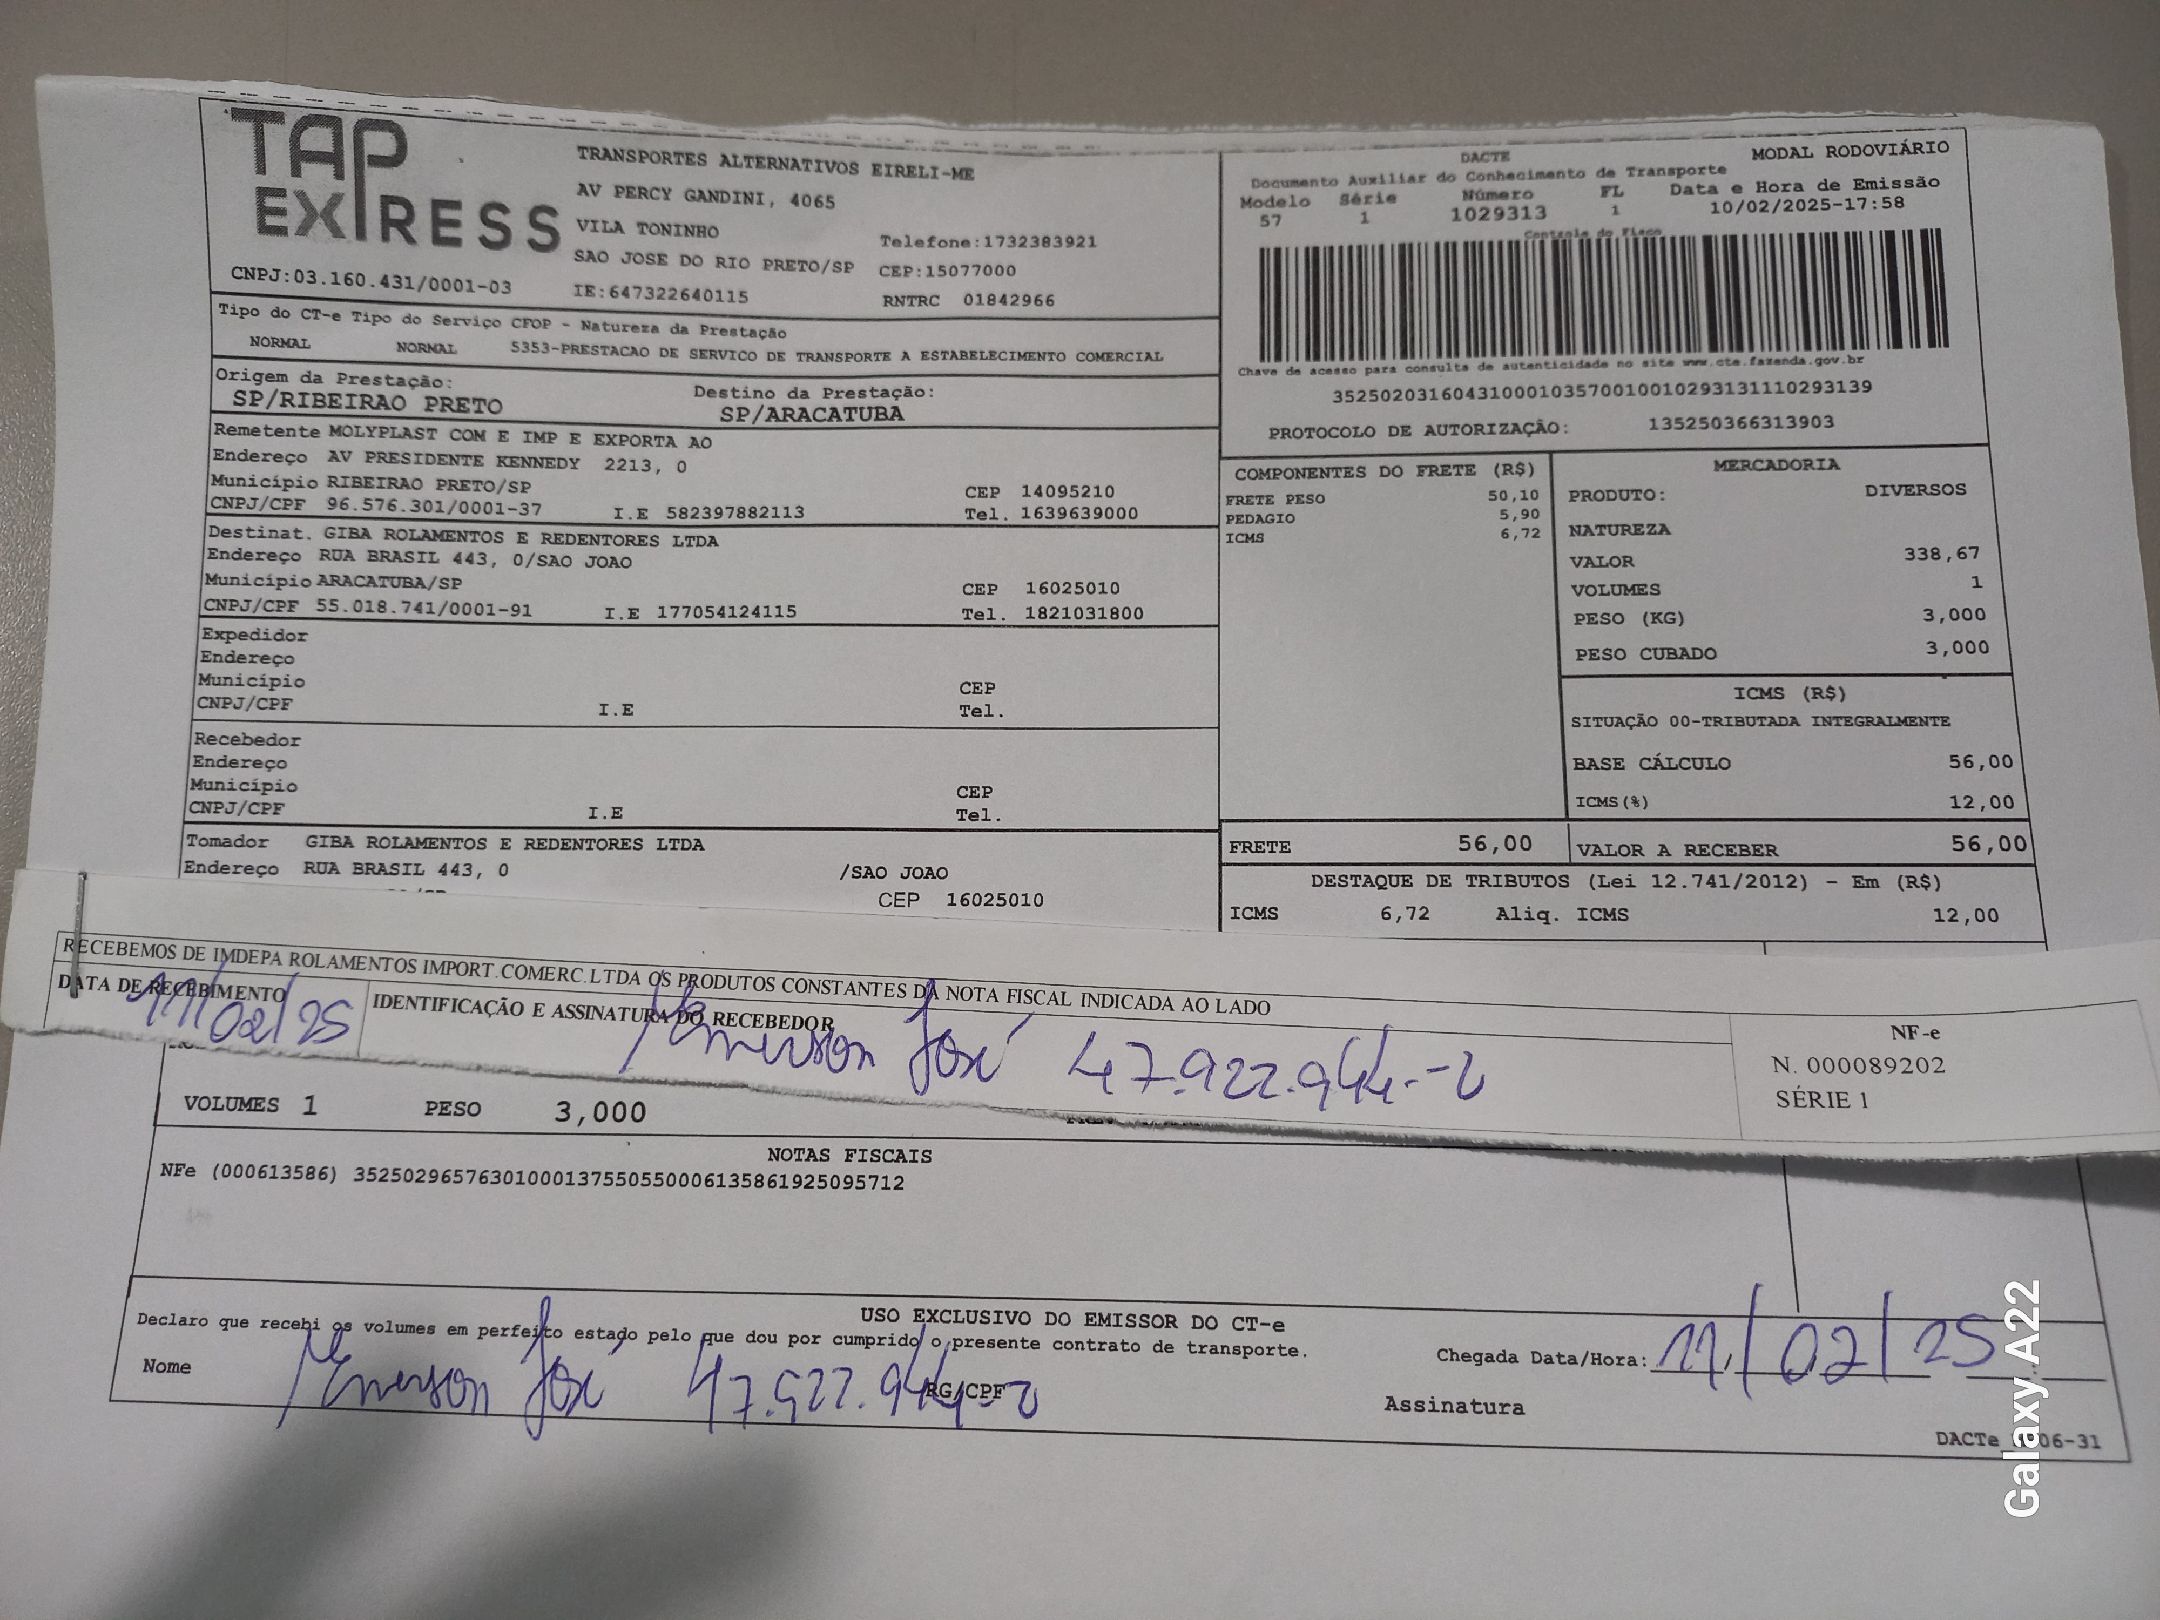 TAP EXPRESS
TRANSPORTES ALTERNATIVOS EIRELI-ME
AV PERCY GANDINI, 4065
VILA TONINHO
Telefone:1732383921
SAO JOSE DO RIO PRETO/SP CEP:15077000
CNPJ:03.160.431/0001-03 IE:647322640115 RNTRC 01842966
DACTE MODAL RODOVIÁRIO
Documento Auxiliar do Conhecimento de Transporte
Modelo Série Número FL Data e Hora de Emissão
57 1 1029313 1 10/02/2025-17:58
Controle do Fisco
Chave de acesso para consulta de autenticidade no site www.cte.fazenda.gov.br
35250203160431000103570010010293131110293139
PROTOCOLO DE AUTORIZAÇÃO: 135250366313903
Tipo do CT-e Tipo do Serviço CFOP - Natureza da Prestação
NORMAL NORMAL 5353-PRESTACAO DE SERVICO DE TRANSPORTE A ESTABELECIMENTO COMERCIAL
Origem da Prestação: Destino da Prestação:
SP/RIBEIRAO PRETO SP/ARACATUBA
Remetente MOLYPLAST COM E IMP E EXPORTA AO
Endereço AV PRESIDENTE KENNEDY 2213, 0
Município RIBEIRAO PRETO/SP CEP 14095210
CNPJ/CPF 96.576.301/0001-37 I.E 582397882113 Tel. 1639639000
Destinat. GIBA ROLAMENTOS E REDENTORES LTDA
Endereço RUA BRASIL 443, 0/SAO JOAO
Município ARACATUBA/SP CEP 16025010
CNPJ/CPF 55.018.741/0001-91 I.E 177054124115 Tel. 1821031800
Expedidor
Endereço
Município CEP
CNPJ/CPF I.E Tel.
Recebedor
Endereço
Município CEP
CNPJ/CPF I.E Tel.
Tomador GIBA ROLAMENTOS E REDENTORES LTDA
Endereço RUA BRASIL 443, 0 /SAO JOAO
CEP 16025010
COMPONENTES DO FRETE (R$)
FRETE PESO 50,10
PEDAGIO 5,90
ICMS 6,72
MERCADORIA
PRODUTO: DIVERSOS
NATUREZA
VALOR 338,67
VOLUMES 1
PESO (KG) 3,000
PESO CUBADO 3,000
ICMS (R$)
SITUAÇÃO 00-TRIBUTADA INTEGRALMENTE
BASE CÁLCULO 56,00
ICMS(%) 12,00
FRETE 56,00 VALOR A RECEBER 56,00
DESTAQUE DE TRIBUTOS (Lei 12.741/2012) - Em (R$)
ICMS 6,72 Aliq. ICMS 12,00
RECEBEMOS DE IMDEPA ROLAMENTOS IMPORT.COMERC.LTDA OS PRODUTOS CONSTANTES DA NOTA FISCAL INDICADA AO LADO
DATA DE RECEBIMENTO IDENTIFICAÇÃO E ASSINATURA DO RECEBEDOR
11/02/25 Emerson José 47.922.944-2
NF-e
N. 000089202
SÉRIE 1
VOLUMES 1 PESO 3,000
NOTAS FISCAIS
NFe (000613586) 35250296576301000137550550006135861925095712
USO EXCLUSIVO DO EMISSOR DO CT-e
Declaro que recebi os volumes em perfeito estado pelo que dou por cumprido o presente contrato de transporte.
Chegada Data/Hora: 11/02/25
Nome Emerson José 47.922.944-2 RG/CPF
Assinatura
DACTe 06-31
Galaxy A22